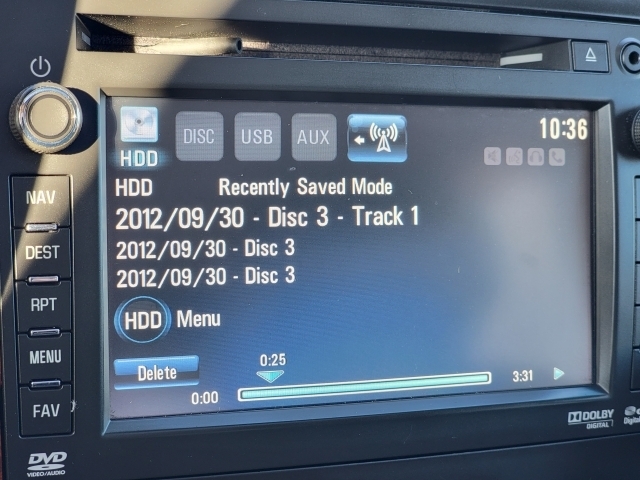 HDD DISC USB AUX 10:36
HDD Recently Saved Mode
2012/09/30 - Disc 3 - Track 1
2012/09/30 - Disc 3
2012/09/30 - Disc 3
HDD Menu
Delete
0:25
0:00
3:31
NAV
DEST
RPT
MENU
FAV
DVD
VIDEO/AUDIO
DOLBY
DIGITAL